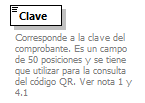 Clave
Corresponde a la clave del
comprobante. Es un campo
de 50 posiciones y se tiene
que utilizar para la consulta
del código QR. Ver nota 1 y
4.1